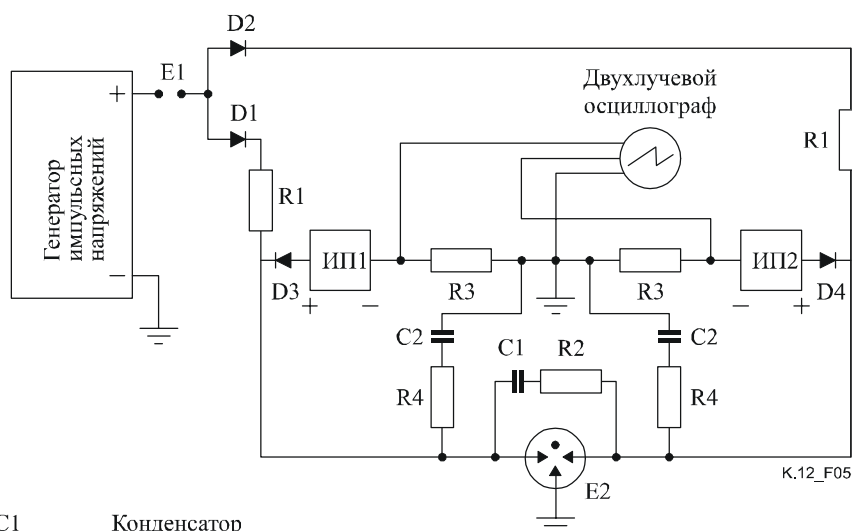 D2
E1
+
D1
Двухлучевой
осциллограф
R1
Генератор
импульсных
напряжений
R1
−
ИП1
R3
R3
ИП2
D3
+
−
−
+
D4
C2
C1
R2
C2
R4
R4
E2
K.12_F05
C1 Конденсатор